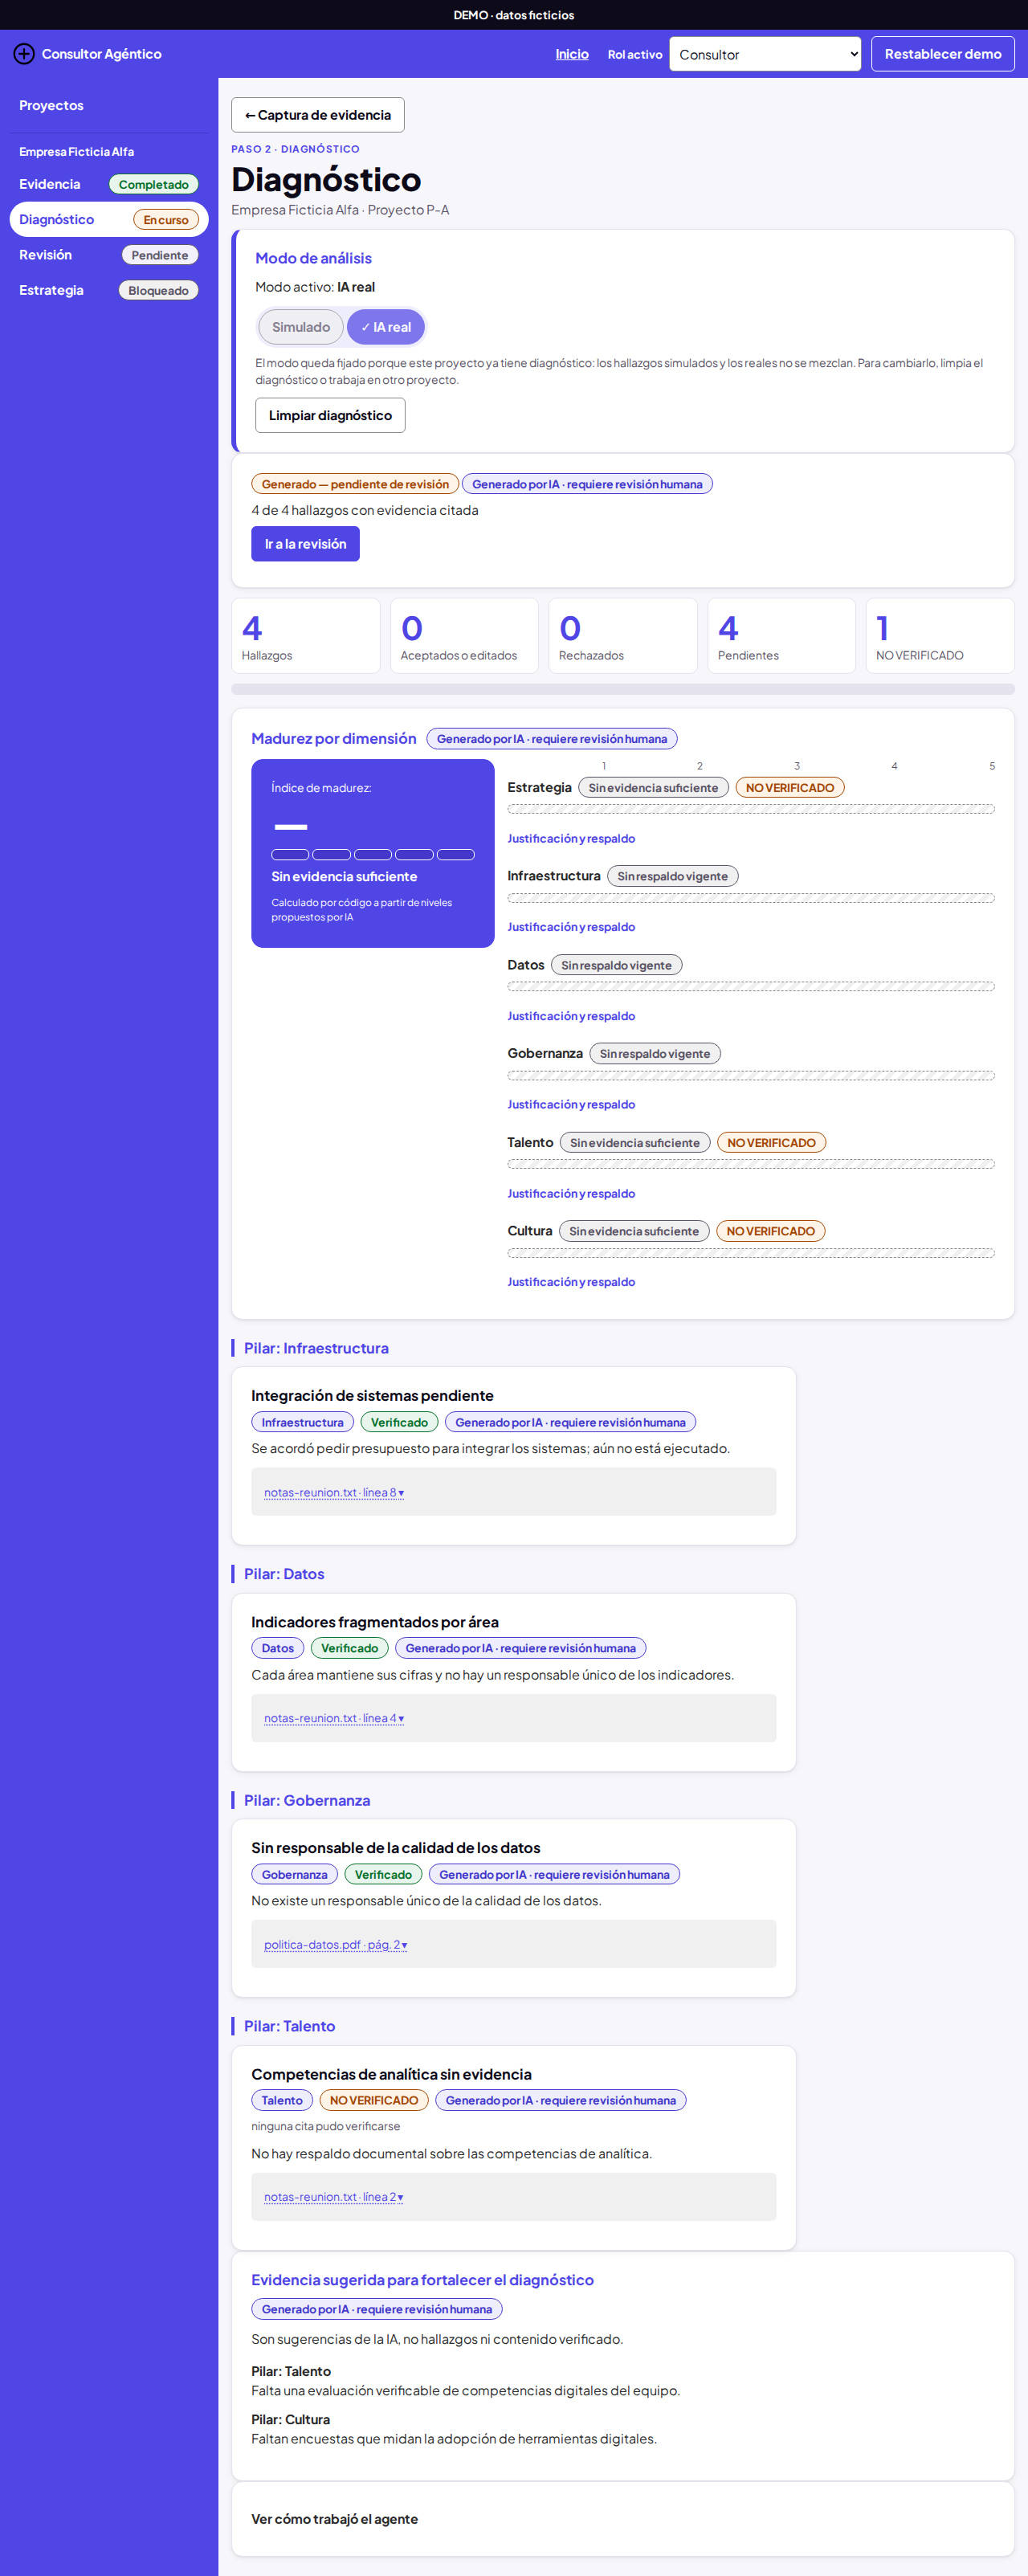 DEMO · datos ficticios
Consultor Agéntico
Inicio
Rol activo
Consultor
Restablecer demo
Proyectos
Empresa Ficticia Alfa
Evidencia
Completado
Diagnóstico
En curso
Revisión
Pendiente
Estrategia
Bloqueado
← Captura de evidencia
PASO 2 · DIAGNÓSTICO
Diagnóstico
Empresa Ficticia Alfa · Proyecto P-A
Modo de análisis
Modo activo: IA real
Simulado
✓ IA real
El modo queda fijado porque este proyecto ya tiene diagnóstico: los hallazgos simulados y los reales no se mezclan. Para cambiarlo, limpia el
diagnóstico o trabaja en otro proyecto.
Limpiar diagnóstico
Generado — pendiente de revisión
Generado por IA · requiere revisión humana
4 de 4 hallazgos con evidencia citada
Ir a la revisión
4
Hallazgos
0
Aceptados o editados
0
Rechazados
4
Pendientes
1
NO VERIFICADO
Madurez por dimensión
Generado por IA · requiere revisión humana
Índice de madurez:
—
Sin evidencia suficiente
Calculado por código a partir de niveles
propuestos por IA
1 2 3 4 5
Estrategia
Sin evidencia suficiente
NO VERIFICADO
Justificación y respaldo
Infraestructura
Sin respaldo vigente
Justificación y respaldo
Datos
Sin respaldo vigente
Justificación y respaldo
Gobernanza
Sin respaldo vigente
Justificación y respaldo
Talento
Sin evidencia suficiente
NO VERIFICADO
Justificación y respaldo
Cultura
Sin evidencia suficiente
NO VERIFICADO
Justificación y respaldo
Pilar: Infraestructura
Integración de sistemas pendiente
Infraestructura
Verificado
Generado por IA · requiere revisión humana
Se acordó pedir presupuesto para integrar los sistemas; aún no está ejecutado.
notas-reunion.txt · línea 8 ▾
Pilar: Datos
Indicadores fragmentados por área
Datos
Verificado
Generado por IA · requiere revisión humana
Cada área mantiene sus cifras y no hay un responsable único de los indicadores.
notas-reunion.txt · línea 4 ▾
Pilar: Gobernanza
Sin responsable de la calidad de los datos
Gobernanza
Verificado
Generado por IA · requiere revisión humana
No existe un responsable único de la calidad de los datos.
politica-datos.pdf · pág. 2 ▾
Pilar: Talento
Competencias de analítica sin evidencia
Talento
NO VERIFICADO
Generado por IA · requiere revisión humana
ninguna cita pudo verificarse
No hay respaldo documental sobre las competencias de analítica.
notas-reunion.txt · línea 2 ▾
Evidencia sugerida para fortalecer el diagnóstico
Generado por IA · requiere revisión humana
Son sugerencias de la IA, no hallazgos ni contenido verificado.
Pilar: Talento
Falta una evaluación verificable de competencias digitales del equipo.
Pilar: Cultura
Faltan encuestas que midan la adopción de herramientas digitales.
Ver cómo trabajó el agente